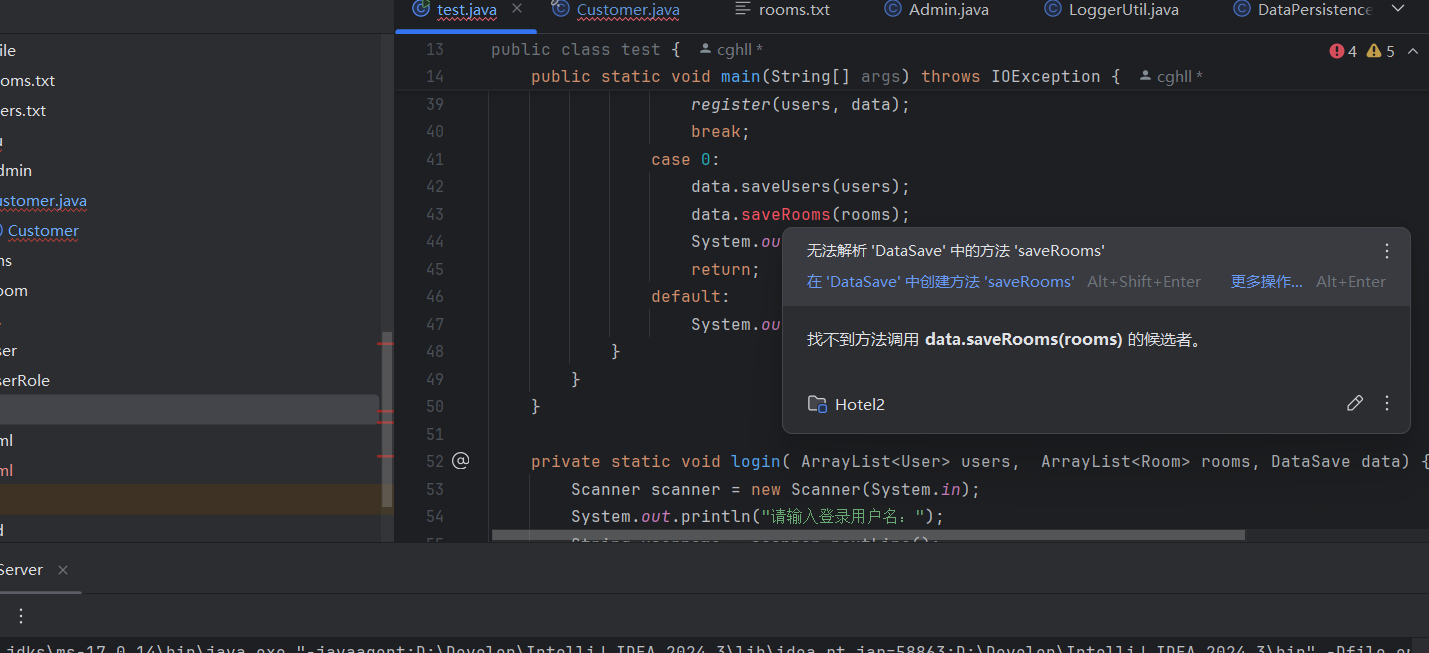 test.java
Customer.java
rooms.txt
Admin.java
LoggerUtil.java
DataPersistence
file
oms.txt
ers.txt
dmin
ustomer.java
Customer
ns
oom
ser
serRole
ml
ml
d
13 public class test { cghll *
14 public static void main(String[] args) throws IOException { cghll *
4 5
39 register(users, data);
40 break;
41 case 0:
42 data.saveUsers(users);
43 data.saveRooms(rooms);
44 System.ou
45 return;
46 default:
47 System.ou
48 }
49 }
50 }
51
52 @ private static void login( ArrayList<User> users, ArrayList<Room> rooms, DataSave data) {
53 Scanner scanner = new Scanner(System.in);
54 System.out.println("请输入登录用户名：");
无法解析 'DataSave' 中的方法 'saveRooms'
在 'DataSave' 中创建方法 'saveRooms' Alt+Shift+Enter 更多操作... Alt+Enter
找不到方法调用 data.saveRooms(rooms) 的候选者。
Hotel2
Server